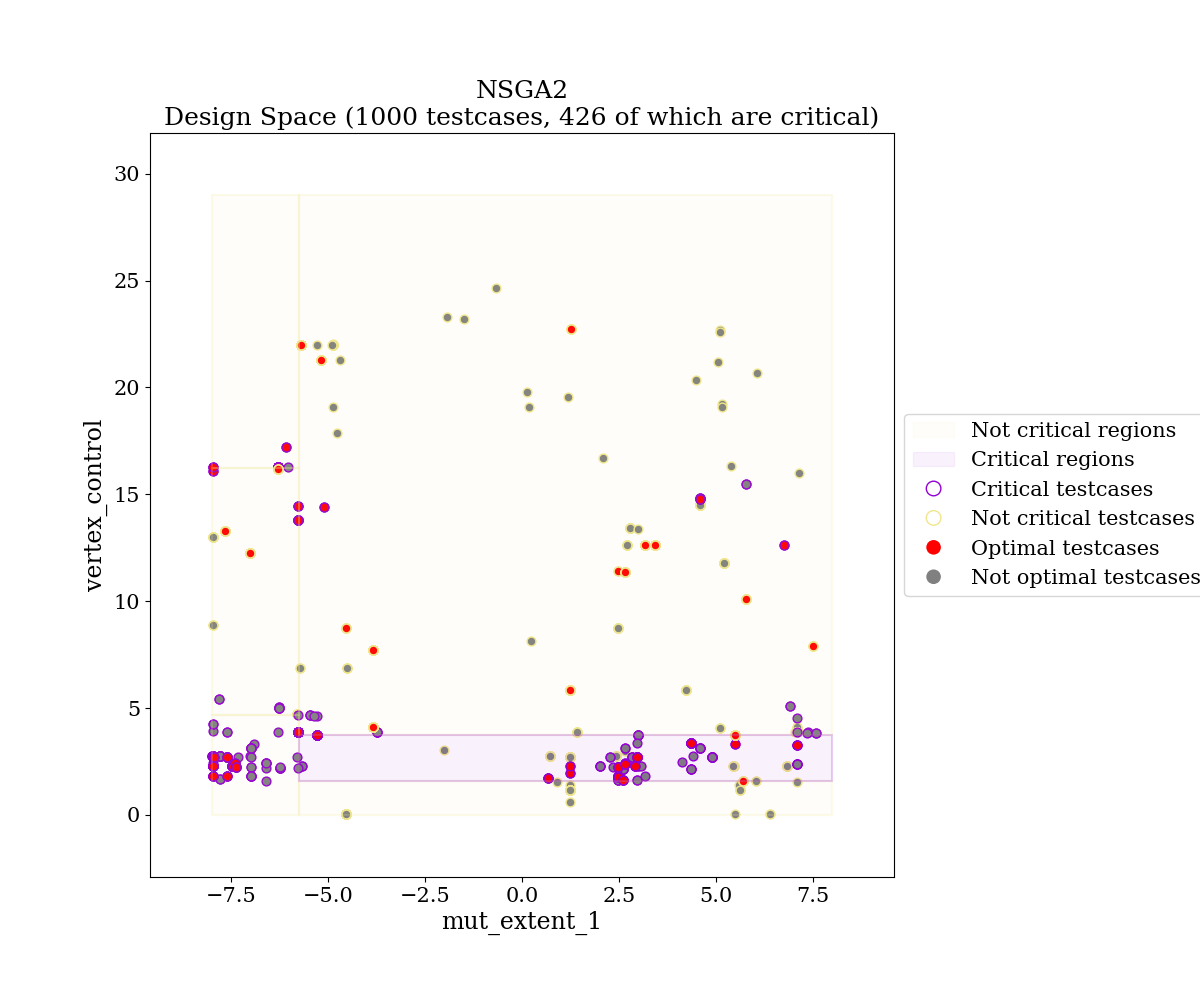 NSGA2
Design Space (1000 testcases, 426 of which are critical)
30
25
20
15
10
5
0
vertex_control
−7.5
−5.0
−2.5
0.0
2.5
5.0
7.5
mut_extent_1
Not critical regions
Critical regions
Critical testcases
Not critical testcases
Optimal testcases
Not optimal testcases